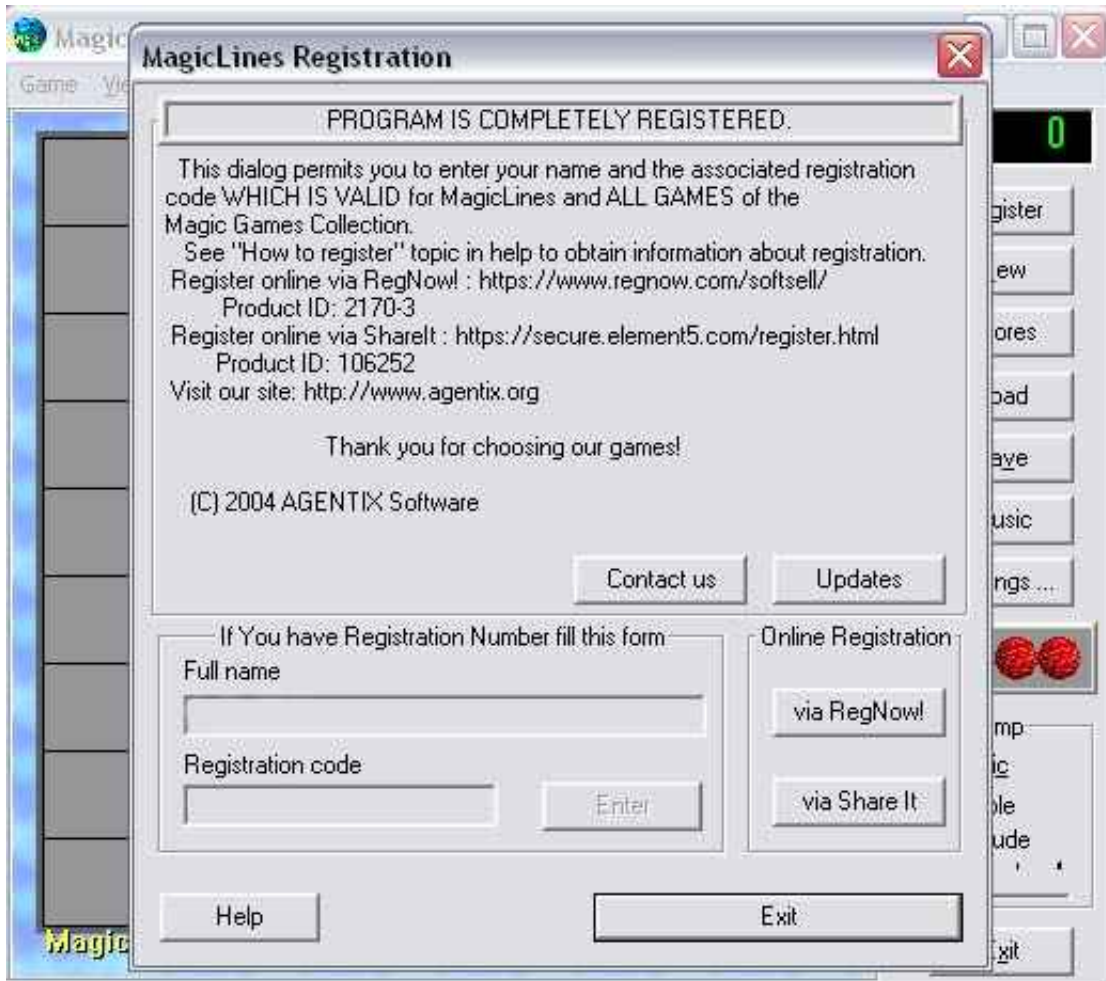 Magic
Game
MagicLines Registration
PROGRAM IS COMPLETELY REGISTERED.
0
This dialog permits you to enter your name and the associated registration
code WHICH IS VALID for MagicLines and ALL GAMES of the
Magic Games Collection.
See "How to register" topic in help to obtain information about registration.
Register online via RegNow! : https://www.regnow.com/softsell/
Product ID: 2170-3
Register online via ShareIt : https://secure.element5.com/register.html
Product ID: 106252
Visit our site: http://www.agentix.org
Thank you for choosing our games!
(C) 2004 AGENTIX Software
Contact us
Updates
gister
ew
ores
oad
ave
usic
ngs ...
If You have Registration Number fill this form
Full name
Registration code
Enter
Online Registration
via RegNow!
via Share It
mp
ic
ple
ude
Help
Exit
Magic
xit